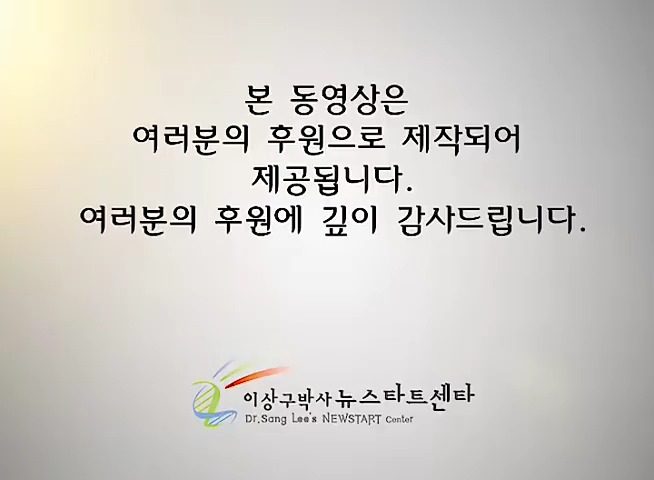 본 동영상은
여러분의 후원으로 제작되어
제공됩니다.
여러분의 후원에 깊이 감사드립니다.
이상구박사 뉴스타트센타
Dr.Sang Lee's NEWSTART Center